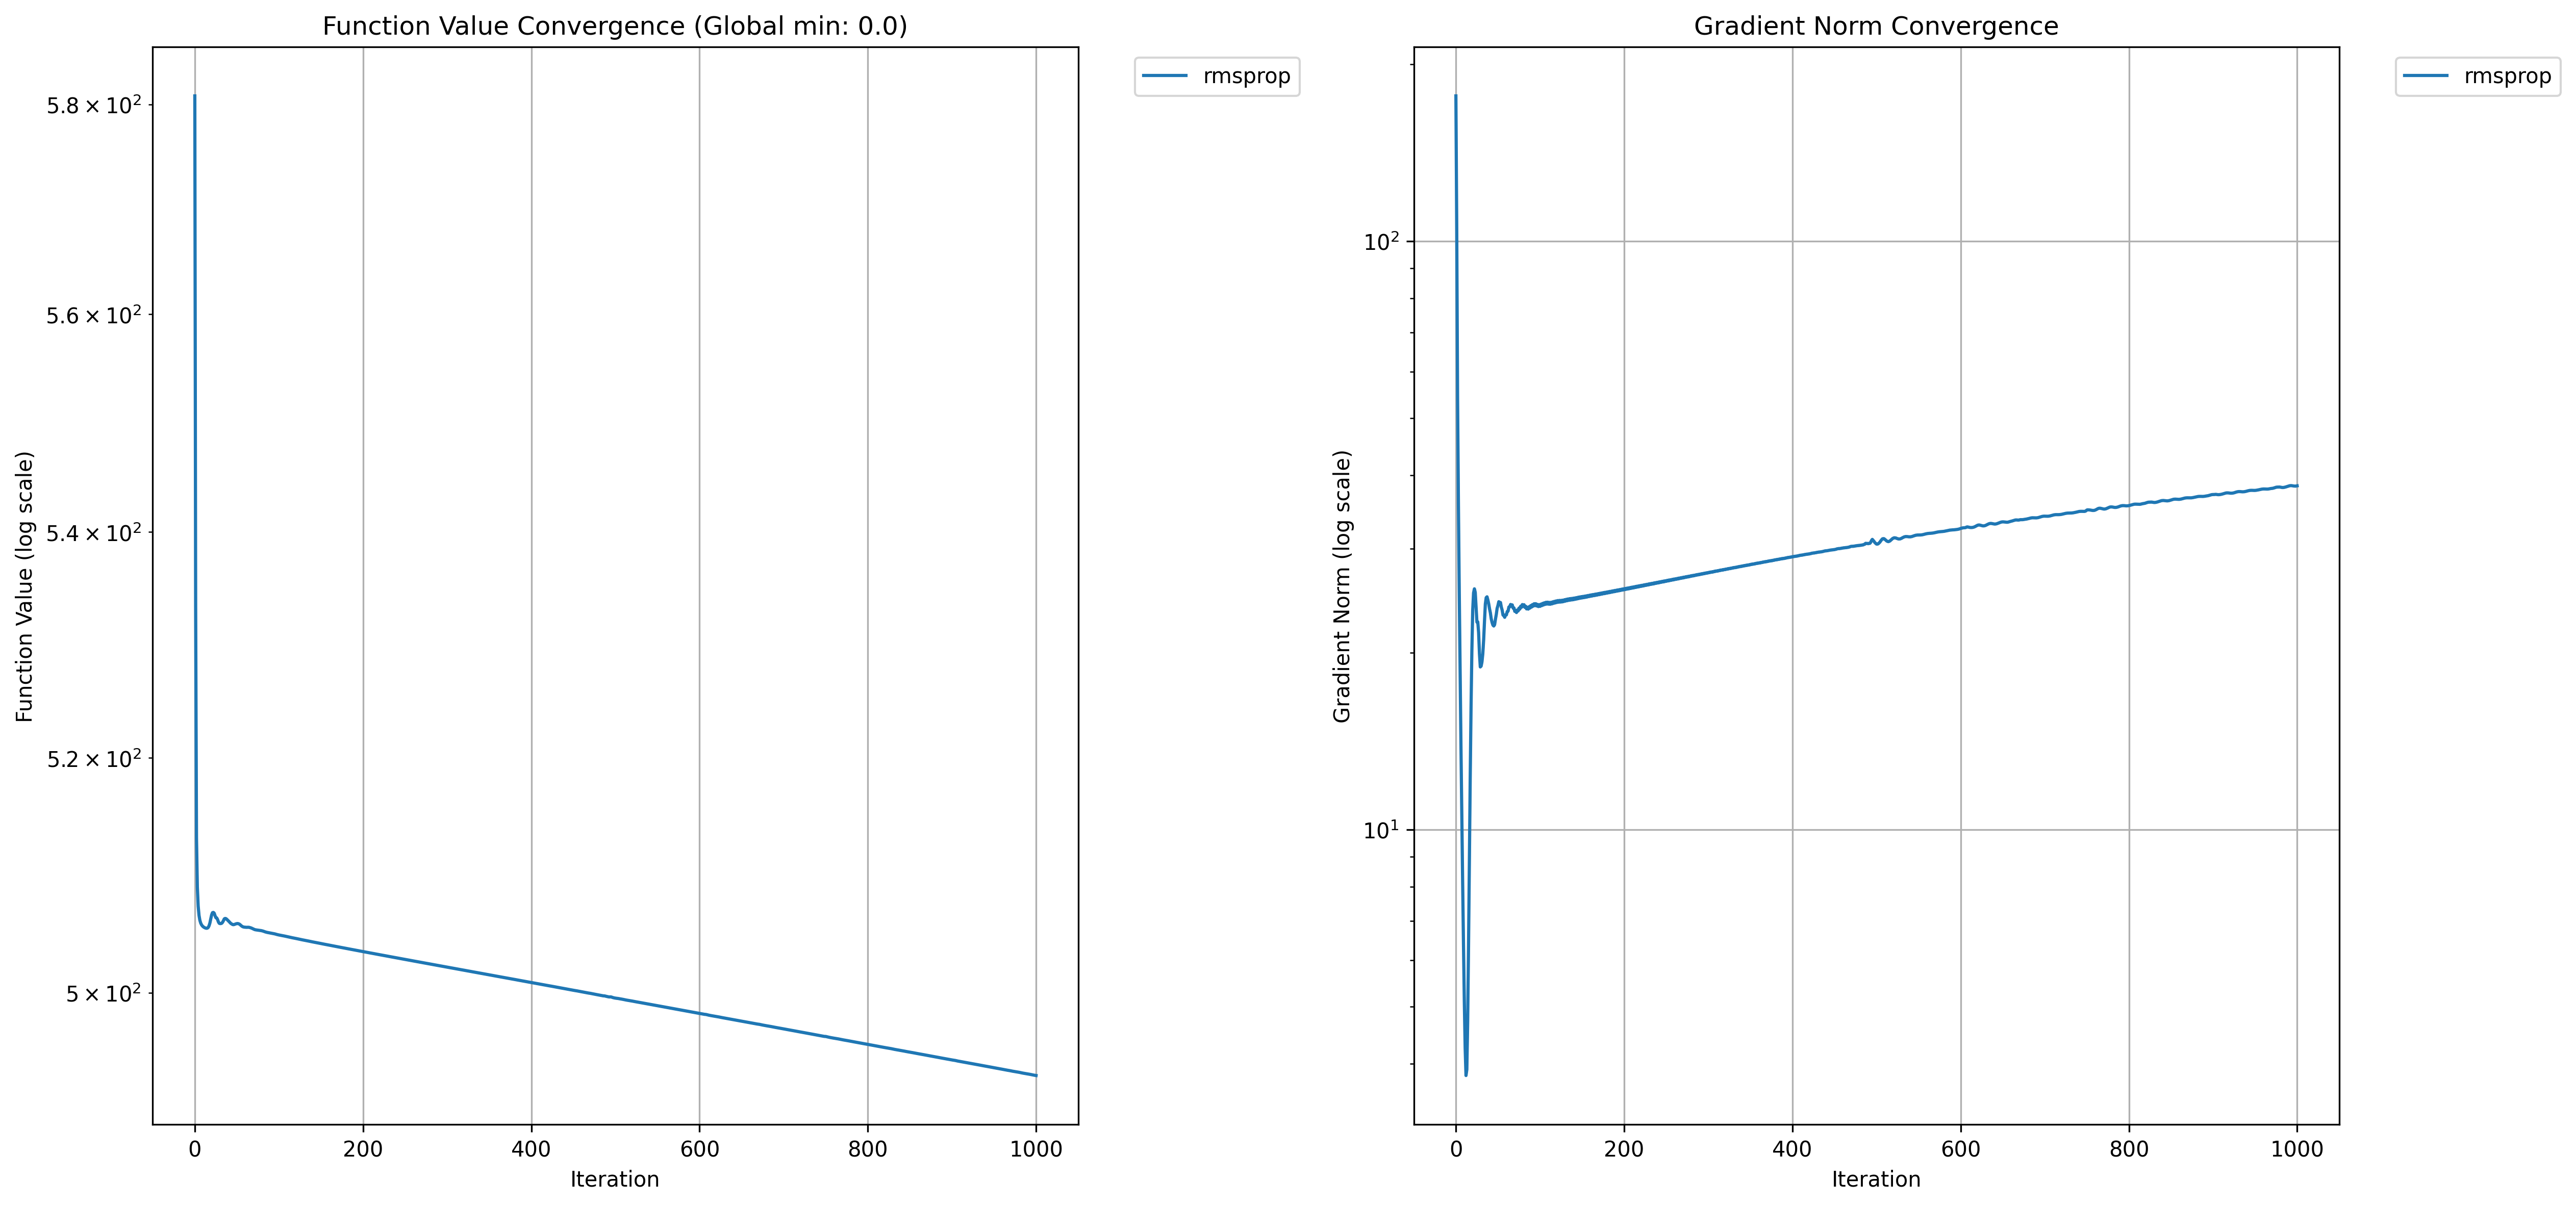 Function Value Convergence (Global min: 0.0)
Function Value (log scale)
5.8 × 10²
5.6 × 10²
5.4 × 10²
5.2 × 10²
5 × 10²
0 200 400 600 800 1000
Iteration
rmsprop
Gradient Norm Convergence
Gradient Norm (log scale)
10²
10¹
0 200 400 600 800 1000
Iteration
rmsprop